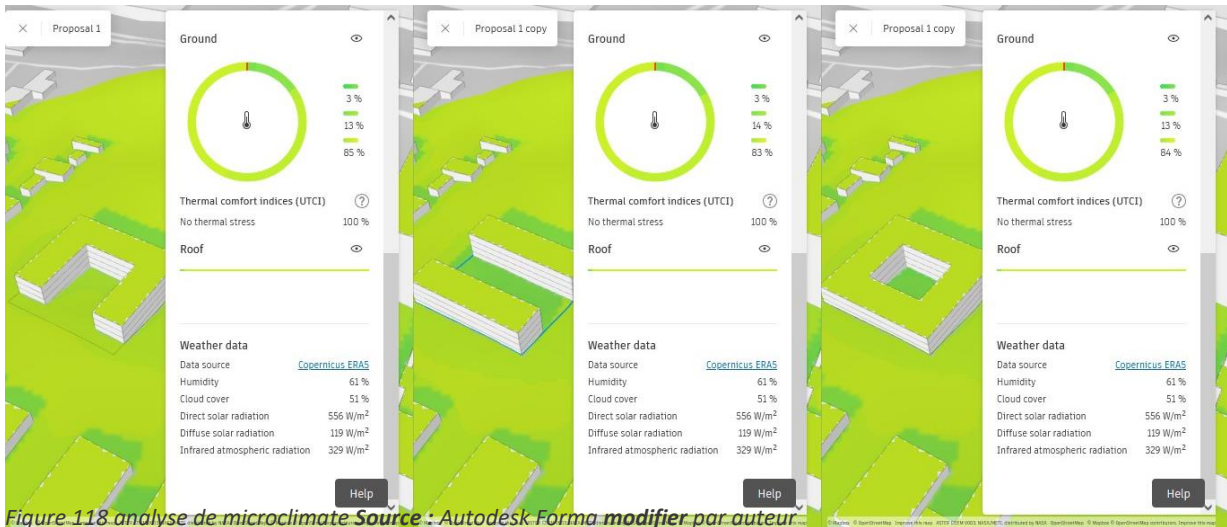 × Proposal 1
Ground
3 %
13 %
85 %
Thermal comfort indices (UTCI) ?
No thermal stress 100 %
Roof
Weather data
Data source Copernicus ERA5
Humidity 61 %
Cloud cover 51 %
Direct solar radiation 556 W/m²
Diffuse solar radiation 119 W/m²
Infrared atmospheric radiation 329 W/m²
Help
× Proposal 1 copy
Ground
3 %
14 %
83 %
Thermal comfort indices (UTCI) ?
No thermal stress 100 %
Roof
Weather data
Data source Copernicus ERA5
Humidity 61 %
Cloud cover 51 %
Direct solar radiation 556 W/m²
Diffuse solar radiation 119 W/m²
Infrared atmospheric radiation 329 W/m²
Help
× Proposal 1 copy
Ground
3 %
13 %
84 %
Thermal comfort indices (UTCI) ?
No thermal stress 100 %
Roof
Weather data
Data source Copernicus ERA5
Humidity 61 %
Cloud cover 51 %
Direct solar radiation 556 W/m²
Diffuse solar radiation 119 W/m²
Infrared atmospheric radiation 329 W/m²
Help
Figure 118 analyse de microclimate Source : Autodesk Forma modifier par auteur